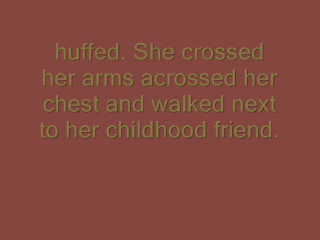 huffed. She crossed
her arms acrossed her
chest and walked next
to her childhood friend.